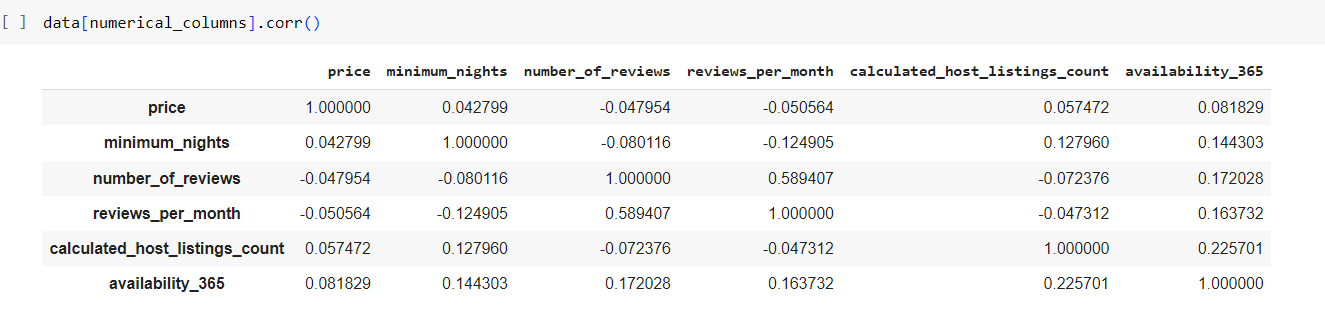 [ ] data[numerical_columns].corr()
price minimum_nights number_of_reviews reviews_per_month calculated_host_listings_count availability_365
price 1.000000 0.042799 -0.047954 -0.050564 0.057472 0.081829
minimum_nights 0.042799 1.000000 -0.080116 -0.124905 0.127960 0.144303
number_of_reviews -0.047954 -0.080116 1.000000 0.589407 -0.072376 0.172028
reviews_per_month -0.050564 -0.124905 0.589407 1.000000 -0.047312 0.163732
calculated_host_listings_count 0.057472 0.127960 -0.072376 -0.047312 1.000000 0.225701
availability_365 0.081829 0.144303 0.172028 0.163732 0.225701 1.000000